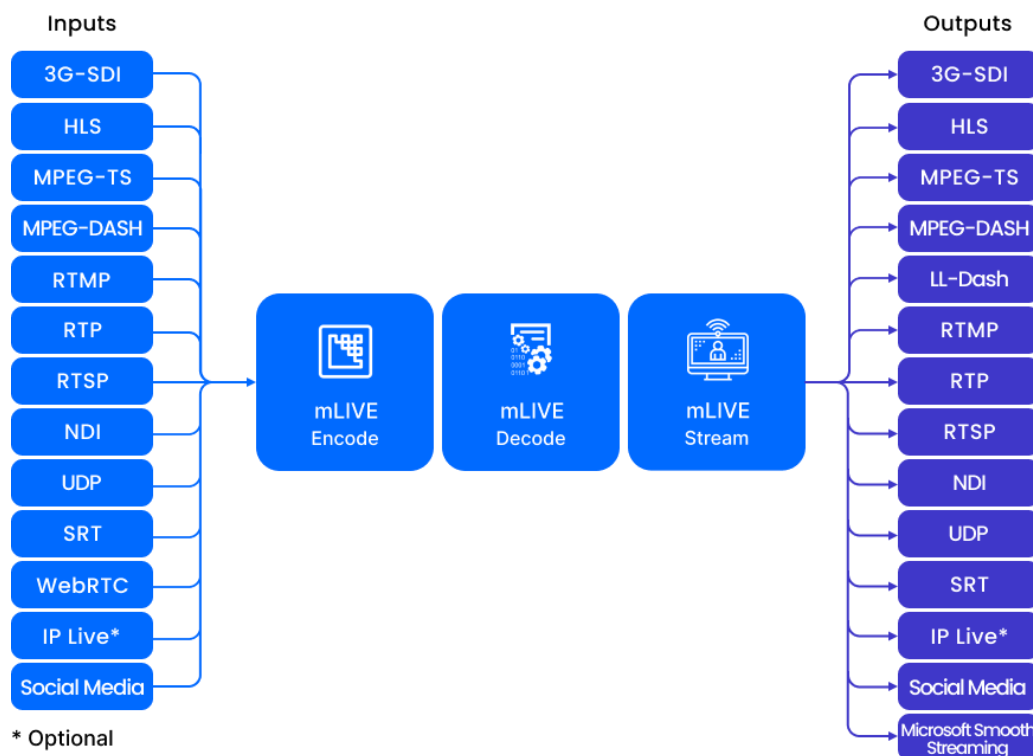 Inputs
3G-SDI
HLS
MPEG-TS
MPEG-DASH
RTMP
RTP
RTSP
NDI
UDP
SRT
WebRTC
IP Live*
Social Media
* Optional
mLIVE
Encode
mLIVE
Decode
mLIVE
Stream
Outputs
3G-SDI
HLS
MPEG-TS
MPEG-DASH
LL-Dash
RTMP
RTP
RTSP
NDI
UDP
SRT
IP Live*
Social Media
Microsoft Smooth
Streaming